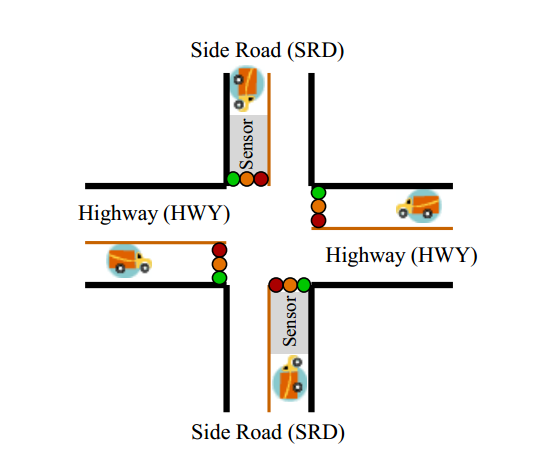 Side Road (SRD)
Sensor
Highway (HWY)
Highway (HWY)
Sensor
Side Road (SRD)